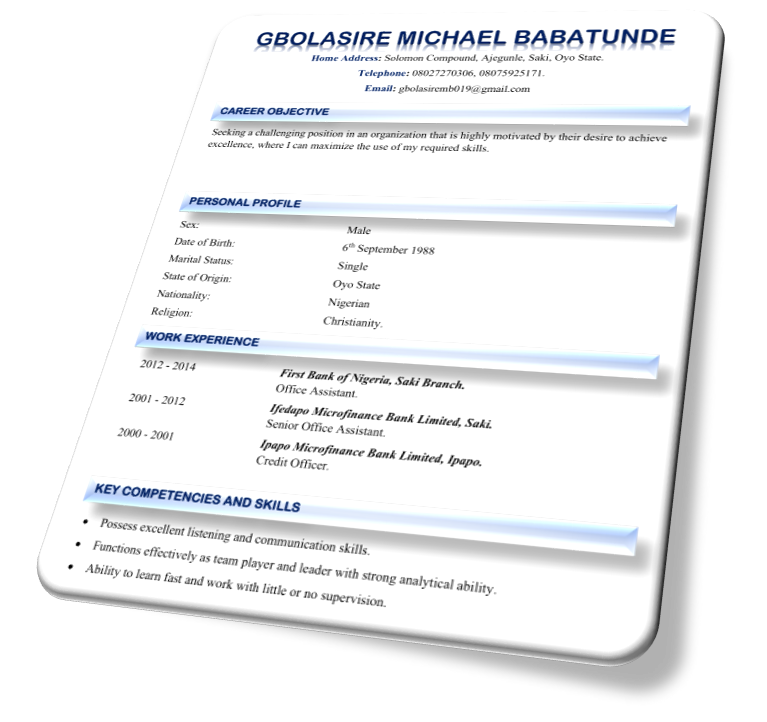 GBOLASIRE MICHAEL BABATUNDE
Home Address: Solomon Compound, Ajegunle, Saki, Oyo State.
Telephone: 08027270306, 08075925171.
Email: gbolasiremb019@gmail.com
CAREER OBJECTIVE
Seeking a challenging position in an organization that is highly motivated by their desire to achieve
excellence, where I can maximize the use of my required skills.
PERSONAL PROFILE
Sex: Male
Date of Birth: 6th September 1988
Marital Status: Single
State of Origin: Oyo State
Nationality: Nigerian
Religion: Christianity.
WORK EXPERIENCE
2012 - 2014 First Bank of Nigeria, Saki Branch.
Office Assistant.
2001 - 2012 Ifedapo Microfinance Bank Limited, Saki.
Senior Office Assistant.
2000 - 2001 Ipapo Microfinance Bank Limited, Ipapo.
Credit Officer.
KEY COMPETENCIES AND SKILLS
• Possess excellent listening and communication skills.
• Functions effectively as team player and leader with strong analytical ability.
• Ability to learn fast and work with little or no supervision.